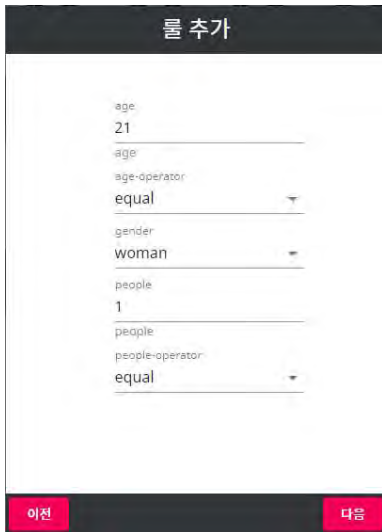 룰 추가
age
21
age
age-operator
equal
gender
woman
people
1
people
people-operator
equal
이전
다음